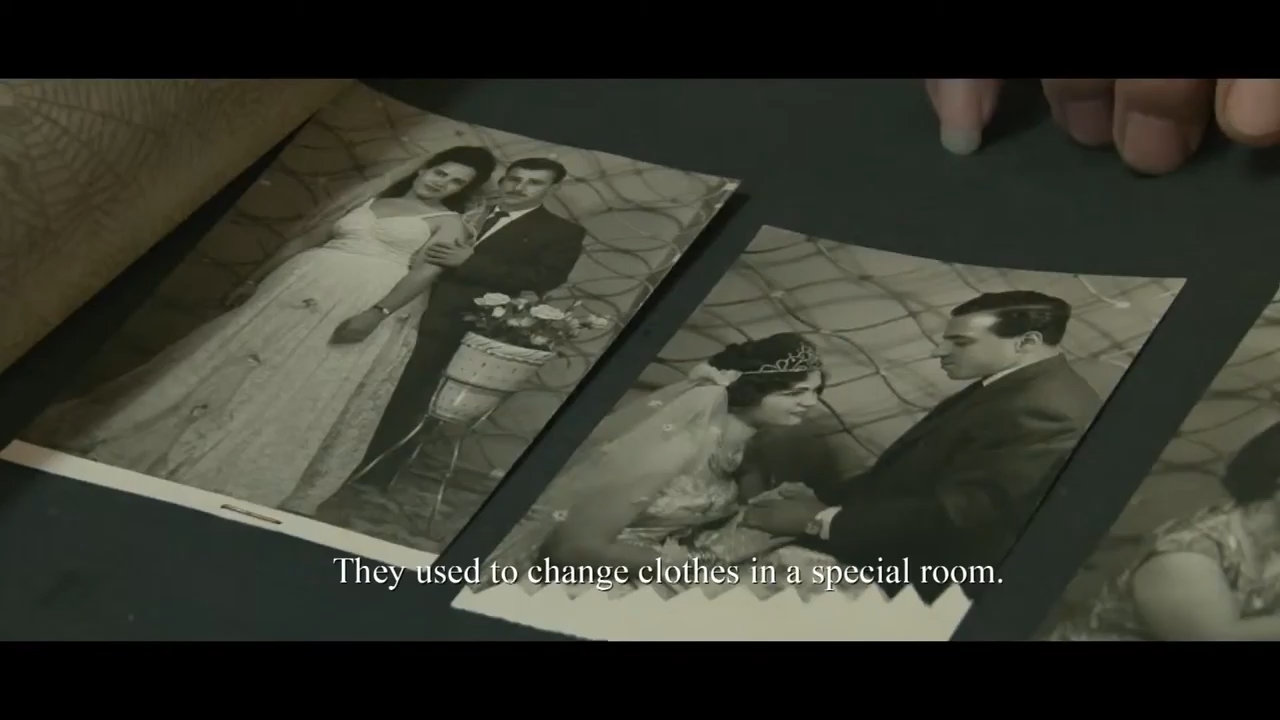 They used to change clothes in a special room.